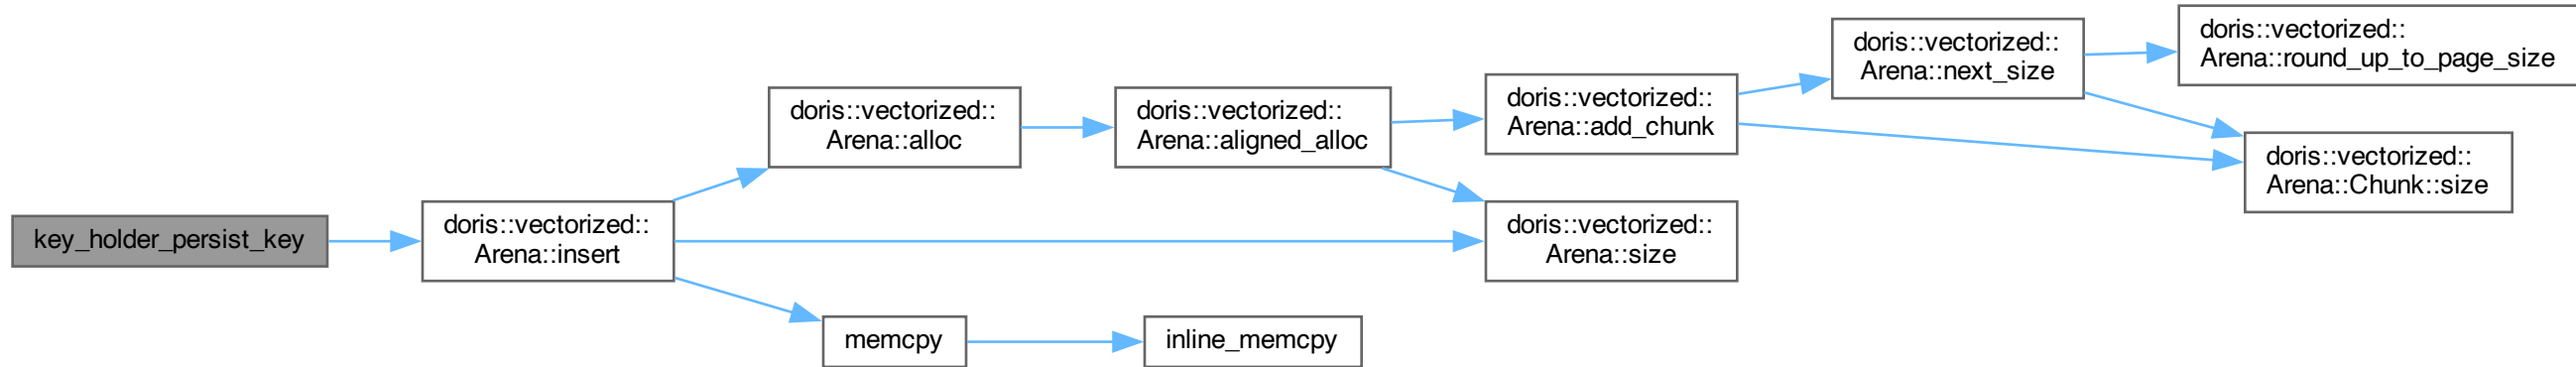 key_holder_persist_key
doris::vectorized::
Arena::insert
doris::vectorized::
Arena::alloc
doris::vectorized::
Arena::aligned_alloc
doris::vectorized::
Arena::add_chunk
doris::vectorized::
Arena::next_size
doris::vectorized::
Arena::round_up_to_page_size
doris::vectorized::
Arena::Chunk::size
doris::vectorized::
Arena::size
memcpy
inline_memcpy